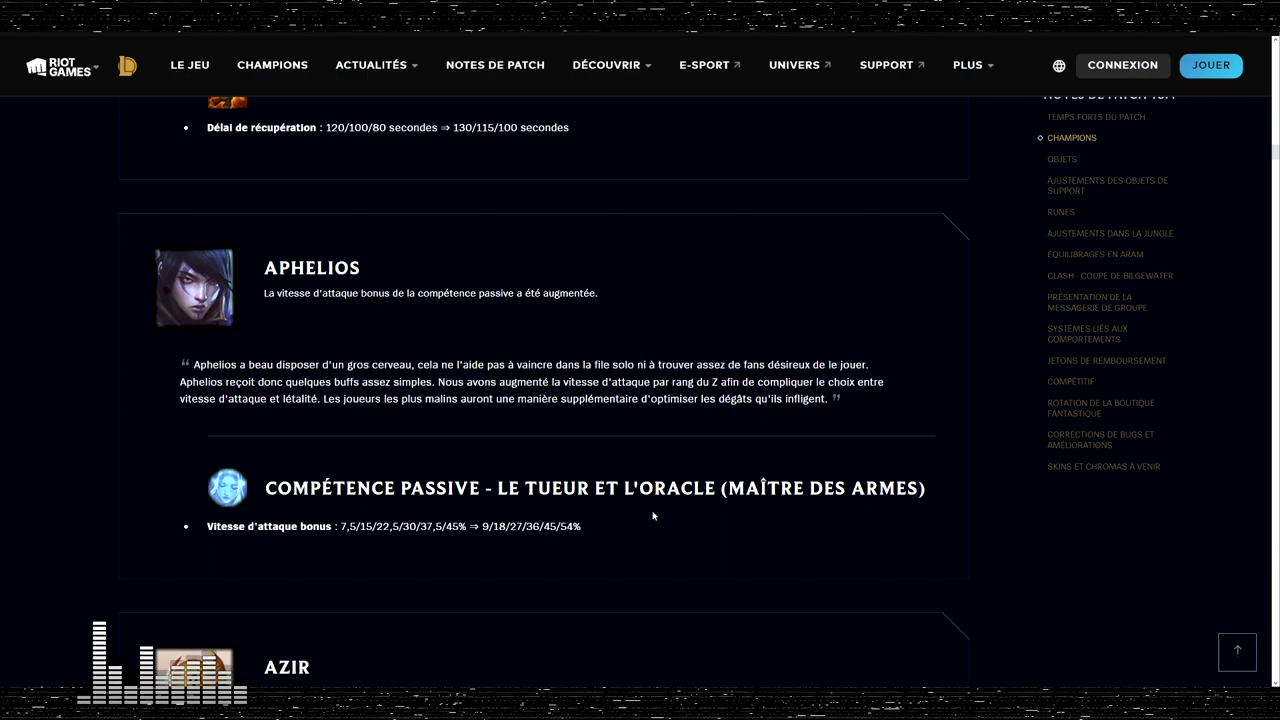 RIOT GAMES
LE JEU CHAMPIONS ACTUALITÉS NOTES DE PATCH DÉCOUVRIR E-SPORT UNIVERS SUPPORT PLUS CONNEXION JOUER
Délai de récupération : 120/100/80 secondes ⇒ 130/115/100 secondes
APHELIOS
La vitesse d'attaque bonus de la compétence passive a été augmentée.
“ Aphelios a beau disposer d'un gros cerveau, cela ne l'aide pas à vaincre dans la file solo ni à trouver assez de fans désireux de le jouer.
Aphelios reçoit donc quelques buffs assez simples. Nous avons augmenté la vitesse d'attaque par rang du Z afin de compliquer le choix entre
vitesse d'attaque et létalité. Les joueurs les plus malins auront une manière supplémentaire d'optimiser les dégâts qu'ils infligent. ”
COMPÉTENCE PASSIVE - LE TUEUR ET L'ORACLE (MAÎTRE DES ARMES)
Vitesse d'attaque bonus : 7,5/15/22,5/30/37,5/45% ⇒ 9/18/27/36/45/54%
AZIR
TEMPS FORTS DU PATCH
CHAMPIONS
OBJETS
AJUSTEMENTS DES OBJETS DE
SUPPORT
RUNES
AJUSTEMENTS DANS LA JUNGLE
ÉQUILIBRAGES EN ARAM
CLASH - COUPE DE BILGEWATER
PRÉSENTATION DE LA
MESSAGERIE DE GROUPE
SYSTÈMES LIÉS AUX
COMPORTEMENTS
JETONS DE REMBOURSEMENT
COMPÉTITIF
ROTATION DE LA BOUTIQUE
FANTASTIQUE
CORRECTIONS DE BUGS ET
AMÉLIORATIONS
SKINS ET CHROMAS À VENIR